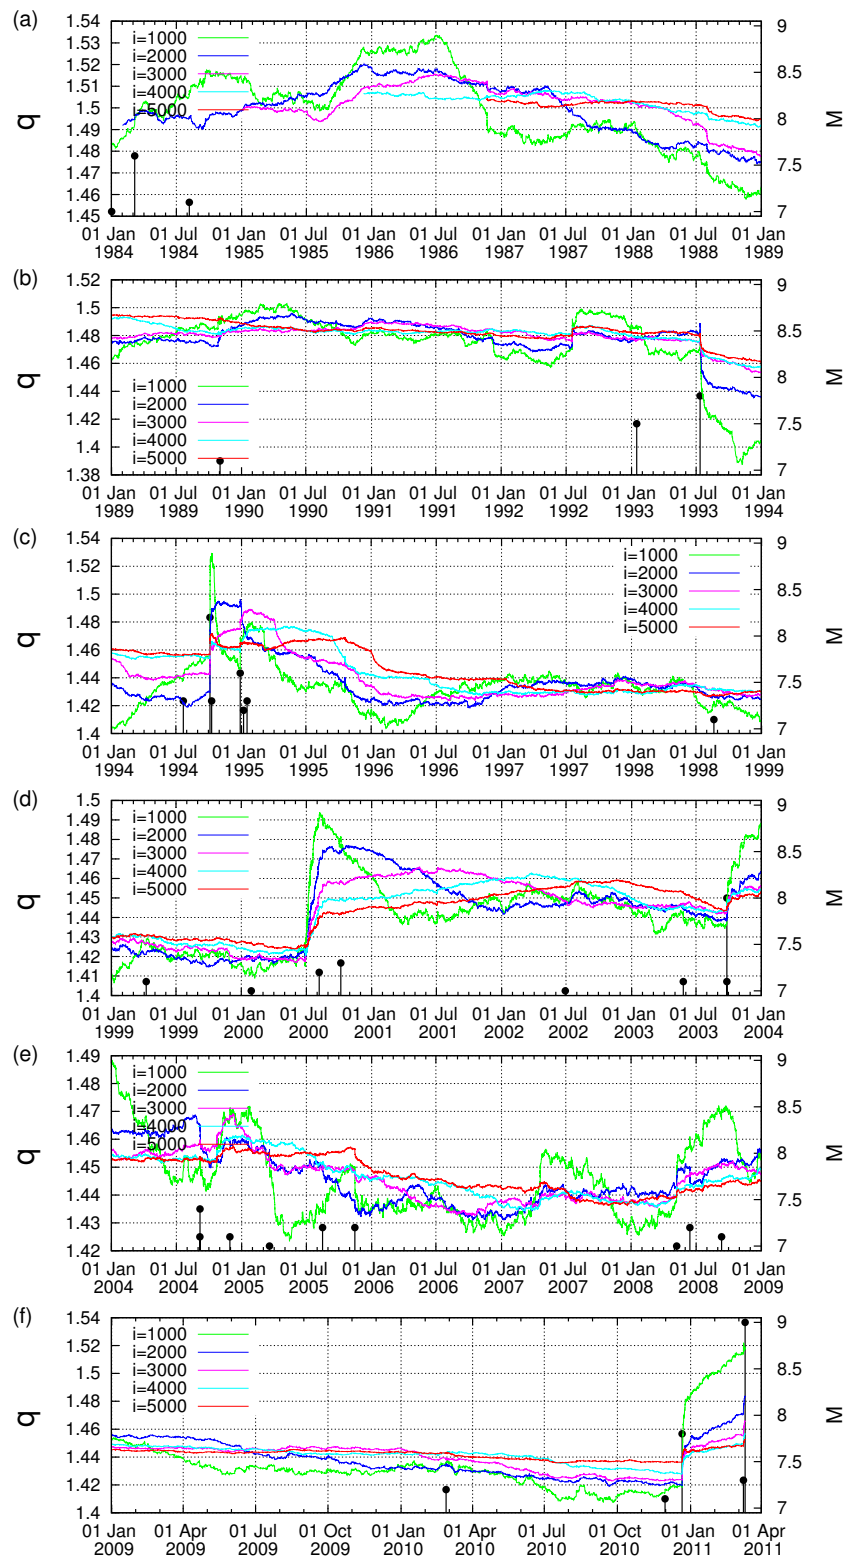 (a)
1.54
1.53
1.52
1.51
1.5
1.49
1.48
1.47
1.46
1.45
q
i=1000
i=2000
i=3000
i=4000
i=5000
9
8.5
8
7.5
7
M
01 Jan 01 Jul 01 Jan 01 Jul 01 Jan 01 Jul 01 Jan 01 Jul 01 Jan 01 Jul 01 Jan
1984 1984 1985 1985 1986 1986 1987 1987 1988 1988 1989
(b)
1.52
1.5
1.48
1.46
1.44
1.42
1.4
1.38
q
i=1000
i=2000
i=3000
i=4000
i=5000
9
8.5
8
7.5
7
M
01 Jan 01 Jul 01 Jan 01 Jul 01 Jan 01 Jul 01 Jan 01 Jul 01 Jan 01 Jul 01 Jan
1989 1989 1990 1990 1991 1991 1992 1992 1993 1993 1994
(c)
1.54
1.52
1.5
1.48
1.46
1.44
1.42
1.4
q
i=1000
i=2000
i=3000
i=4000
i=5000
9
8.5
8
7.5
7
M
01 Jan 01 Jul 01 Jan 01 Jul 01 Jan 01 Jul 01 Jan 01 Jul 01 Jan 01 Jul 01 Jan
1994 1994 1995 1995 1996 1996 1997 1997 1998 1998 1999
(d)
1.5
1.49
1.48
1.47
1.46
1.45
1.44
1.43
1.42
1.41
1.4
q
i=1000
i=2000
i=3000
i=4000
i=5000
9
8.5
8
7.5
7
M
01 Jan 01 Jul 01 Jan 01 Jul 01 Jan 01 Jul 01 Jan 01 Jul 01 Jan 01 Jul 01 Jan
1999 1999 2000 2000 2001 2001 2002 2002 2003 2003 2004
(e)
1.49
1.48
1.47
1.46
1.45
1.44
1.43
1.42
q
i=1000
i=2000
i=3000
i=4000
i=5000
9
8.5
8
7.5
7
M
01 Jan 01 Jul 01 Jan 01 Jul 01 Jan 01 Jul 01 Jan 01 Jul 01 Jan 01 Jul 01 Jan
2004 2004 2005 2005 2006 2006 2007 2007 2008 2008 2009
(f)
1.54
1.52
1.5
1.48
1.46
1.44
1.42
1.4
q
i=1000
i=2000
i=3000
i=4000
i=5000
9
8.5
8
7.5
7
M
01 Jan 01 Apr 01 Jul 01 Oct 01 Jan 01 Apr 01 Jul 01 Oct 01 Jan 01 Apr
2009 2009 2009 2009 2010 2010 2010 2010 2011 2011